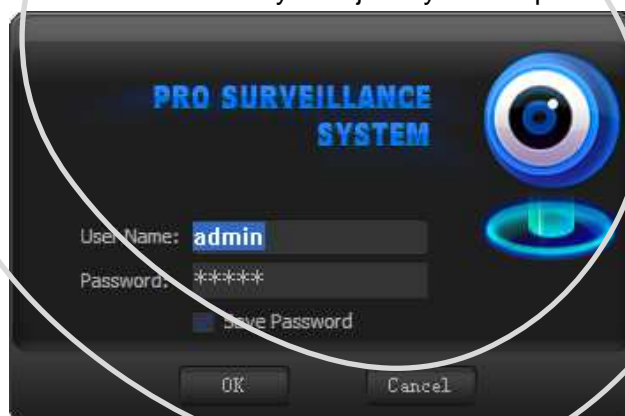 PRO SURVEILLANCE
SYSTEM
User Name: admin
Password: *****
Save Password
OK Cancel